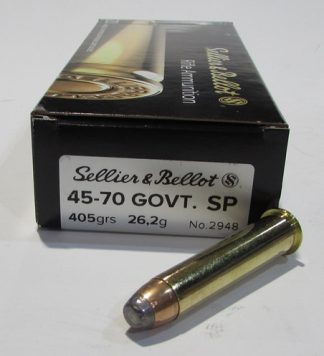 Sellier & Bellot S
Rifle Ammunition
Sellier & Bellot S
45-70 GOVT. SP
405grs 26,2g No.2948